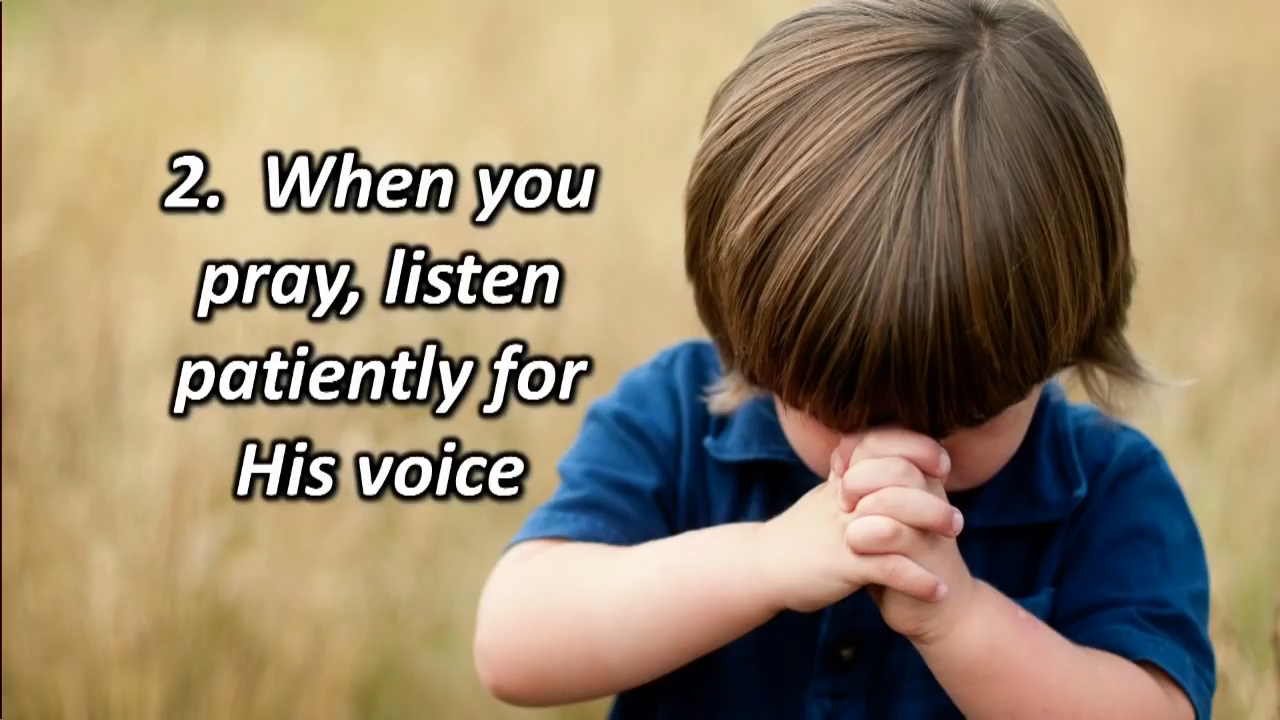 2.  When you
pray, listen
patiently for
His voice